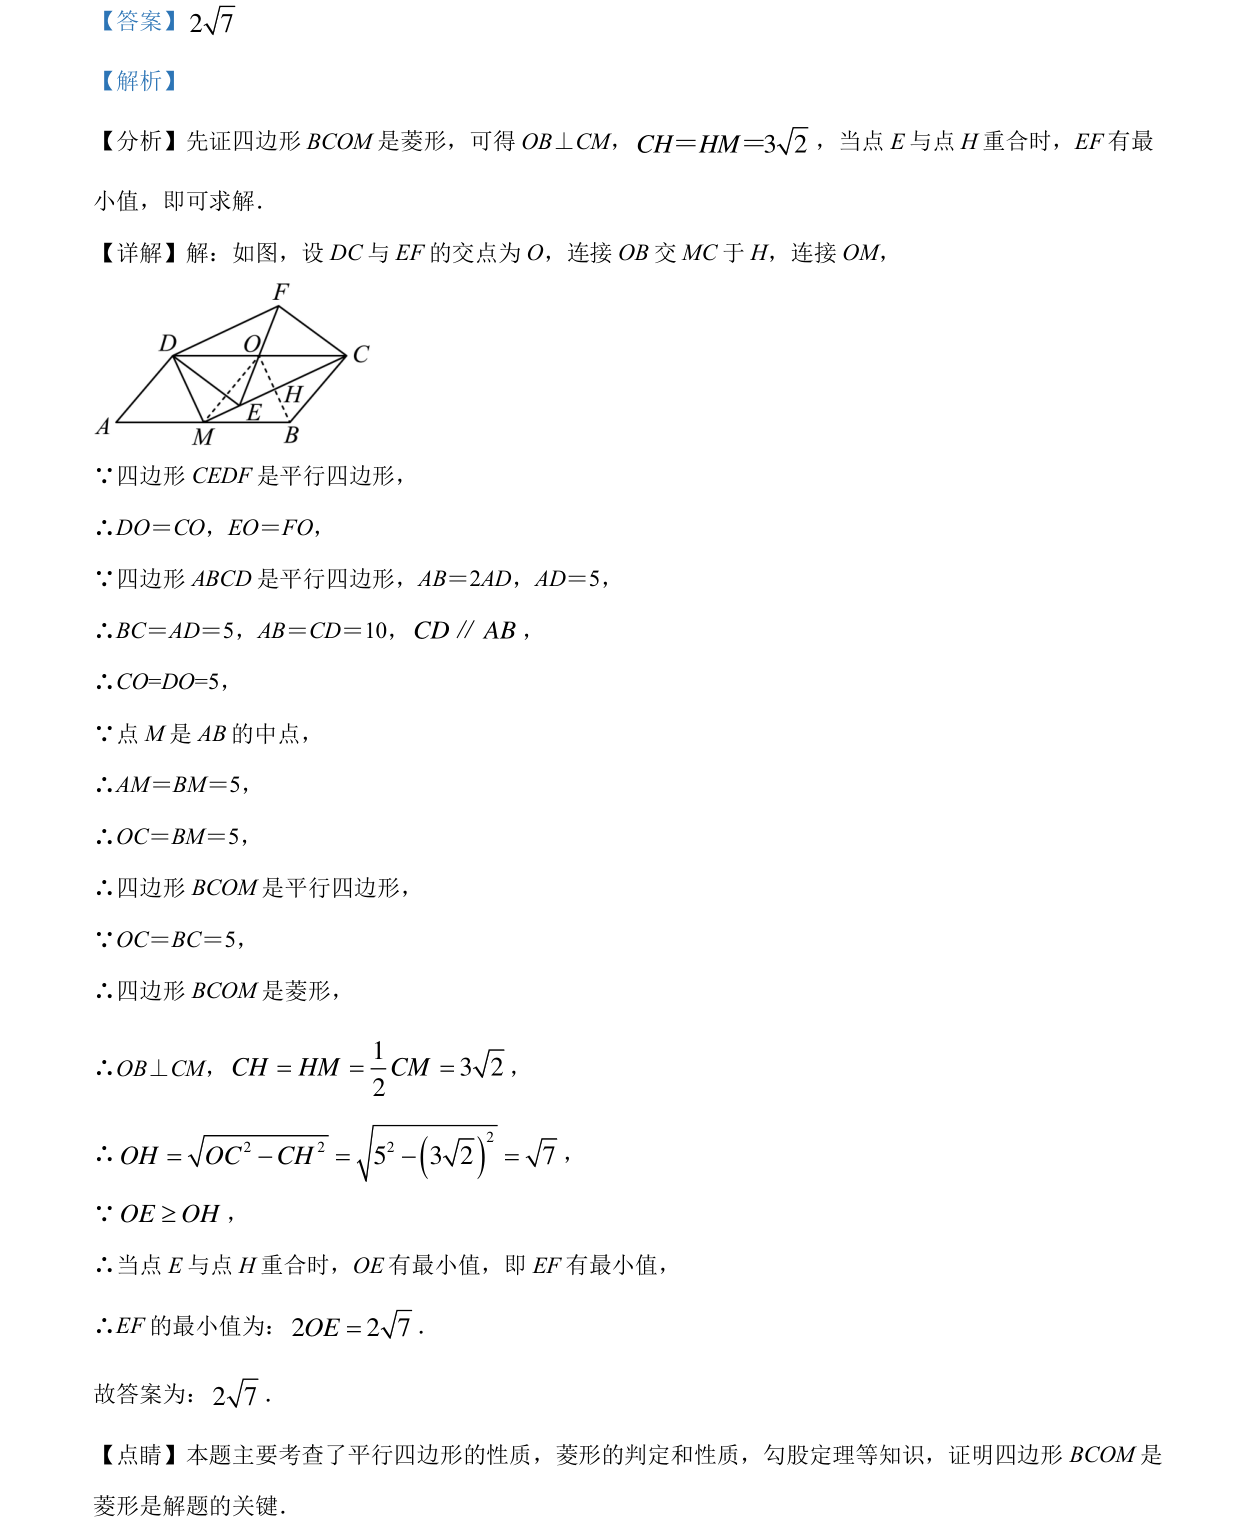 【答案】2√7
【解析】
【分析】先证四边形 BCOM 是菱形，可得 OB⊥CM，CH＝HM＝3√2，当点 E 与点 H 重合时，EF 有最
小值，即可求解．
【详解】解：如图，设 DC 与 EF 的交点为 O，连接 OB 交 MC 于 H，连接 OM，
F
D O C
H
A E
M B
∵四边形 CEDF 是平行四边形，
∴DO＝CO，EO＝FO，
∵四边形 ABCD 是平行四边形，AB＝2AD，AD＝5，
∴BC＝AD＝5，AB＝CD＝10，CD∥AB，
∴CO=DO=5，
∵点 M 是 AB 的中点，
∴AM＝BM＝5，
∴OC＝BM＝5，
∴四边形 BCOM 是平行四边形，
∵OC＝BC＝5，
∴四边形 BCOM 是菱形，
∴OB⊥CM，CH = HM = 1/2 CM = 3√2，
∴OH = √(OC² − CH²) = √(5² − (3√2)²) = √7，
∵OE ≥ OH，
∴当点 E 与点 H 重合时，OE 有最小值，即 EF 有最小值，
∴EF 的最小值为：2OE = 2√7．
故答案为：2√7．
【点睛】本题主要考查了平行四边形的性质，菱形的判定和性质，勾股定理等知识，证明四边形 BCOM 是
菱形是解题的关键．